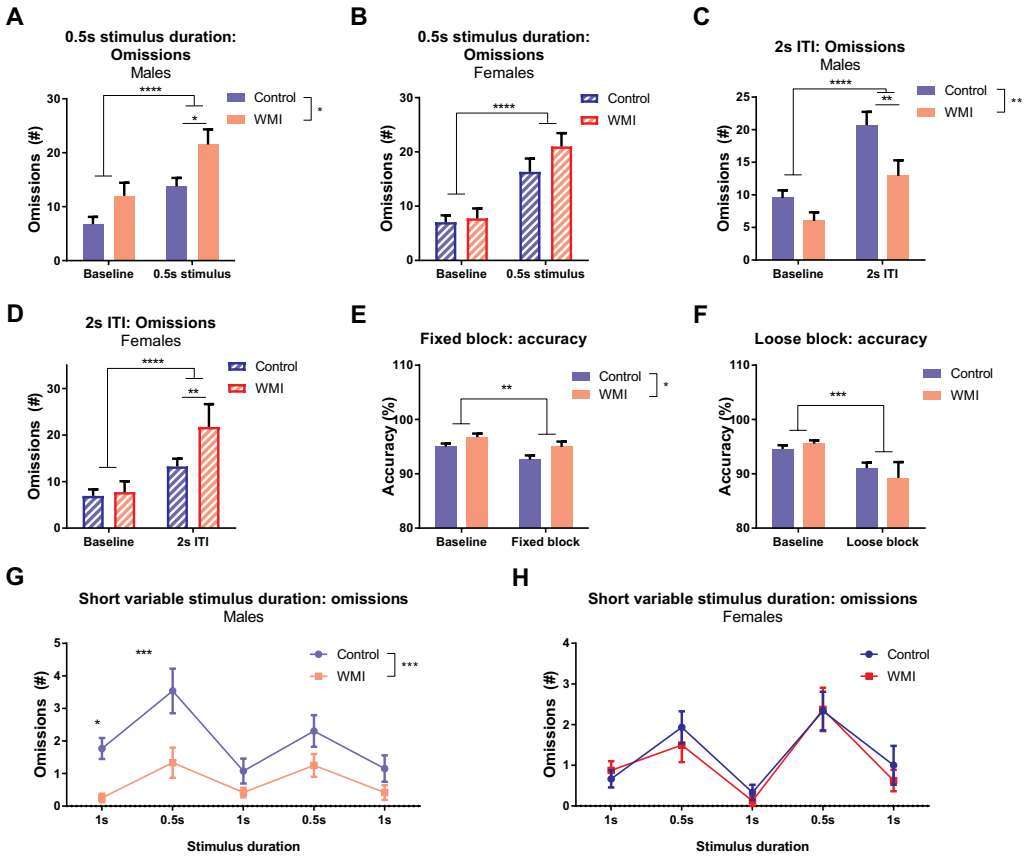 A
0.5s stimulus duration:
Omissions
Males
Omissions (#)
30
20
10
0
****
*
Control
WMI
*
Baseline
0.5s stimulus
B
0.5s stimulus duration:
Omissions
Females
Omissions (#)
30
20
10
0
****
Control
WMI
Baseline
0.5s stimulus
C
2s ITI: Omissions
Males
Omissions (#)
25
20
15
10
5
0
****
**
Control
WMI
**
Baseline
2s ITI
D
2s ITI: Omissions
Females
Omissions (#)
30
20
10
0
****
**
Control
WMI
Baseline
2s ITI
E
Fixed block: accuracy
Accuracy (%)
110
100
90
80
**
Control
WMI
*
Baseline
Fixed block
F
Loose block: accuracy
Accuracy (%)
110
100
90
80
***
Control
WMI
Baseline
Loose block
G
Short variable stimulus duration: omissions
Males
Omissions (#)
5
4
3
2
1
0
*
***
Control
WMI
***
1s
0.5s
1s
0.5s
1s
Stimulus duration
H
Short variable stimulus duration: omissions
Females
Omissions (#)
4
3
2
1
0
Control
WMI
1s
0.5s
1s
0.5s
1s
Stimulus duration